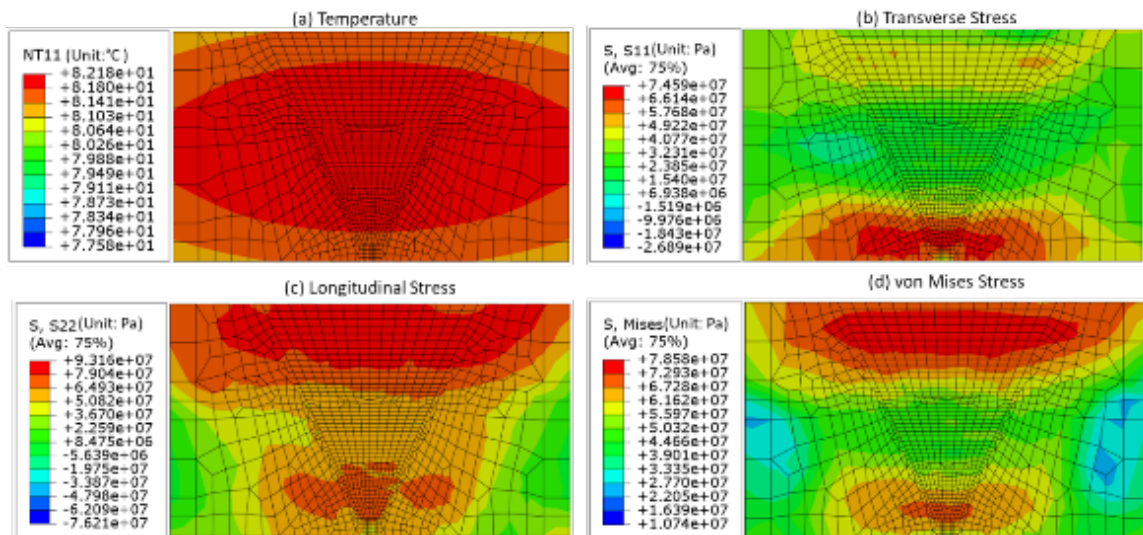 (a) Temperature
NT11 (Unit:℃)
+8.218e+01
+8.180e+01
+8.141e+01
+8.103e+01
+8.064e+01
+8.026e+01
+7.988e+01
+7.949e+01
+7.911e+01
+7.873e+01
+7.834e+01
+7.796e+01
+7.758e+01
(b) Transverse Stress
S, S11(Unit: Pa)
(Avg: 75%)
+7.459e+07
+6.614e+07
+5.768e+07
+4.922e+07
+4.077e+07
+3.231e+07
+2.385e+07
+1.540e+07
+6.938e+06
-1.519e+06
-9.976e+06
-1.843e+07
-2.689e+07
(c) Longitudinal Stress
S, S22(Unit: Pa)
(Avg: 75%)
+9.316e+07
+7.904e+07
+6.493e+07
+5.082e+07
+3.670e+07
+2.259e+07
+8.475e+06
-5.639e+06
-1.975e+07
-3.387e+07
-4.798e+07
-6.209e+07
-7.621e+07
(d) von Mises Stress
S, Mises(Unit: Pa)
(Avg: 75%)
+7.858e+07
+7.293e+07
+6.728e+07
+6.162e+07
+5.597e+07
+5.032e+07
+4.466e+07
+3.901e+07
+3.335e+07
+2.770e+07
+2.205e+07
+1.639e+07
+1.074e+07